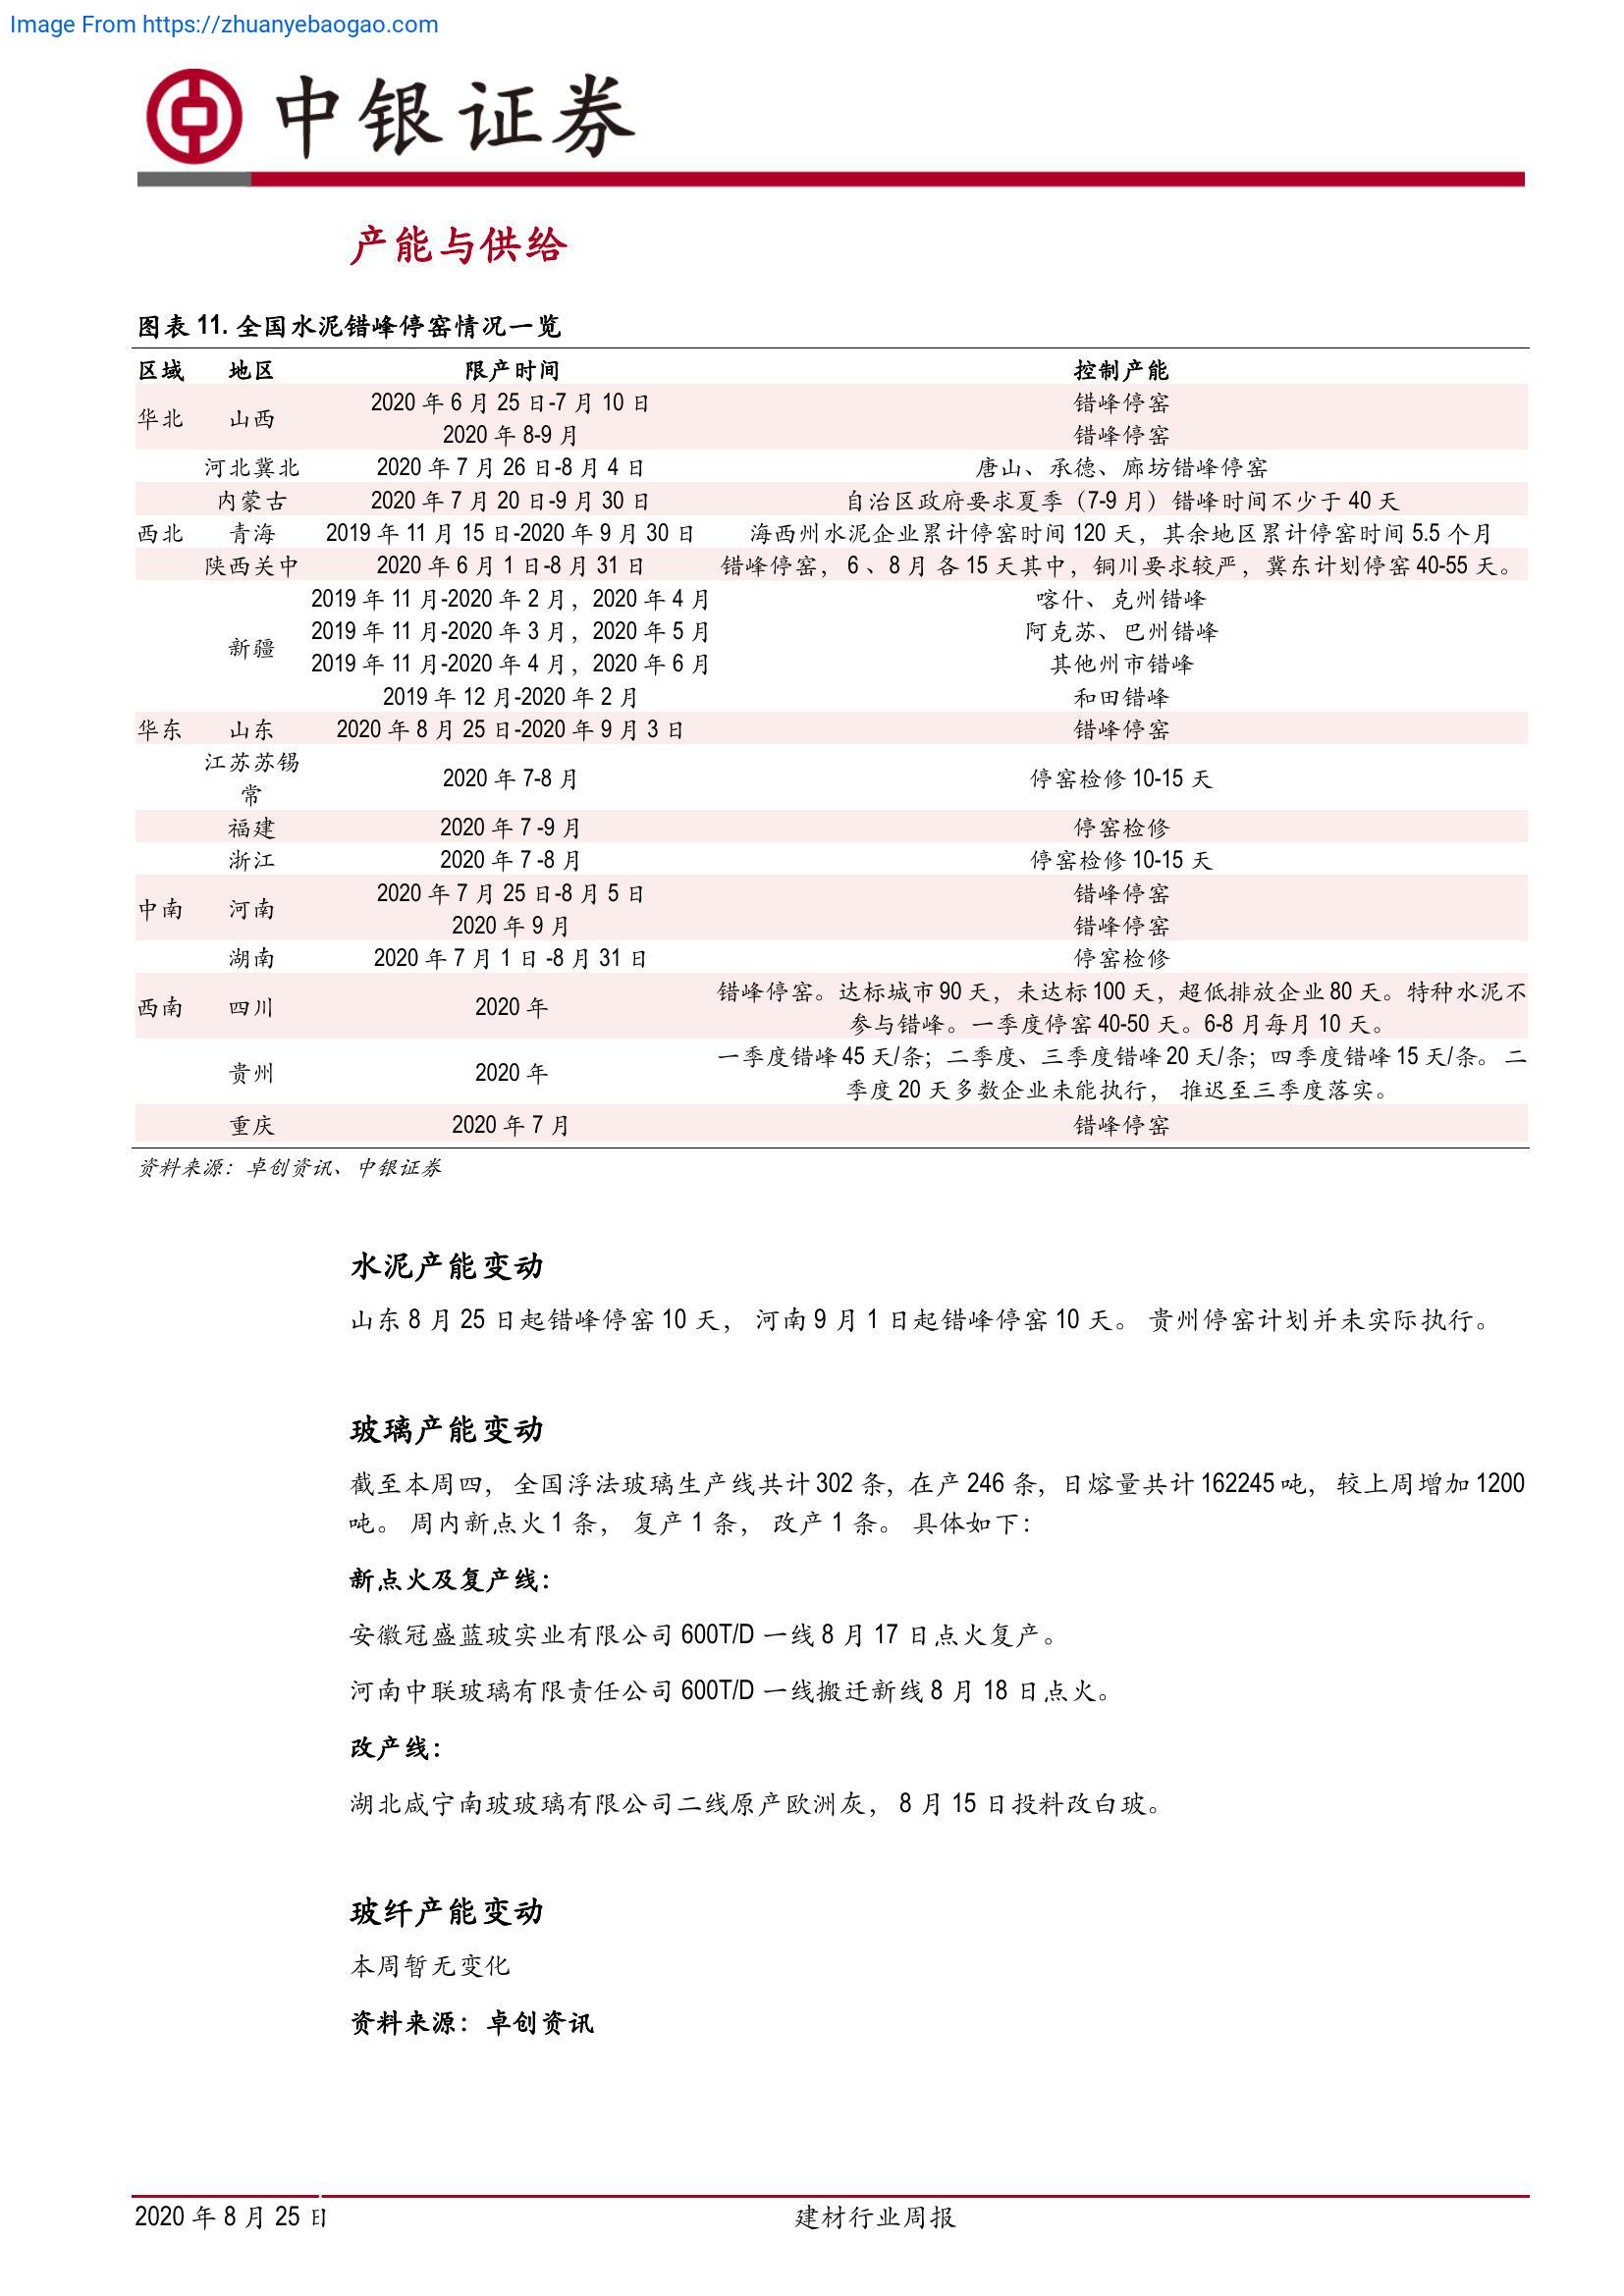 Image From https://zhuanyebaogao.com
中银证券
产能与供给
图表 11. 全国水泥错峰停窑情况一览
区域 地区 限产时间 控制产能
华北 山西 2020 年 6 月 25 日-7 月 10 日 错峰停窑
2020 年 8-9 月 错峰停窑
河北冀北 2020 年 7 月 26 日-8 月 4 日 唐山、承德、廊坊错峰停窑
内蒙古 2020 年 7 月 20 日-9 月 30 日 自治区政府要求夏季（7-9 月）错峰时间不少于 40 天
西北 青海 2019 年 11 月 15 日-2020 年 9 月 30 日 海西州水泥企业累计停窑时间 120 天，其余地区累计停窑时间 5.5 个月
陕西关中 2020 年 6 月 1 日-8 月 31 日 错峰停窑， 6 、8 月 各 15 天其中，铜川要求较严，冀东计划停窑 40-55 天。
新疆 2019 年 11 月-2020 年 2 月，2020 年 4 月 喀什、克州错峰
2019 年 11 月-2020 年 3 月，2020 年 5 月 阿克苏、巴州错峰
2019 年 11 月-2020 年 4 月，2020 年 6 月 其他州市错峰
2019 年 12 月-2020 年 2 月 和田错峰
华东 山东 2020 年 8 月 25 日-2020 年 9 月 3 日 错峰停窑
江苏苏锡
常 2020 年 7-8 月 停窑检修 10-15 天
福建 2020 年 7 -9 月 停窑检修
浙江 2020 年 7 -8 月 停窑检修 10-15 天
中南 河南 2020 年 7 月 25 日-8 月 5 日 错峰停窑
2020 年 9 月 错峰停窑
湖南 2020 年 7 月 1 日 -8 月 31 日 停窑检修
西南 四川 2020 年 错峰停窑。达标城市 90 天，未达标 100 天，超低排放企业 80 天。特种水泥不
参与错峰。一季度停窑 40-50 天。6-8 月每月 10 天。
贵州 2020 年 一季度错峰 45 天/条；二季度、三季度错峰 20 天/条；四季度错峰 15 天/条。 二
季度 20 天多数企业未能执行， 推迟至三季度落实。
重庆 2020 年 7 月 错峰停窑
资料来源：卓创资讯、中银证券
水泥产能变动
山东 8 月 25 日起错峰停窑 10 天， 河南 9 月 1 日起错峰停窑 10 天。 贵州停窑计划并未实际执行。
玻璃产能变动
截至本周四， 全国浮法玻璃生产线共计 302 条，在产 246 条，日熔量共计 162245 吨， 较上周增加 1200
吨。 周内新点火 1 条， 复产 1 条， 改产 1 条。 具体如下：
新点火及复产线：
安徽冠盛蓝玻实业有限公司 600T/D 一线 8 月 17 日点火复产。
河南中联玻璃有限责任公司 600T/D 一线搬迁新线 8 月 18 日点火。
改产线：
湖北咸宁南玻玻璃有限公司二线原产欧洲灰， 8 月 15 日投料改白玻。
玻纤产能变动
本周暂无变化
资料来源：卓创资讯
2020 年 8 月 25 日 建材行业周报